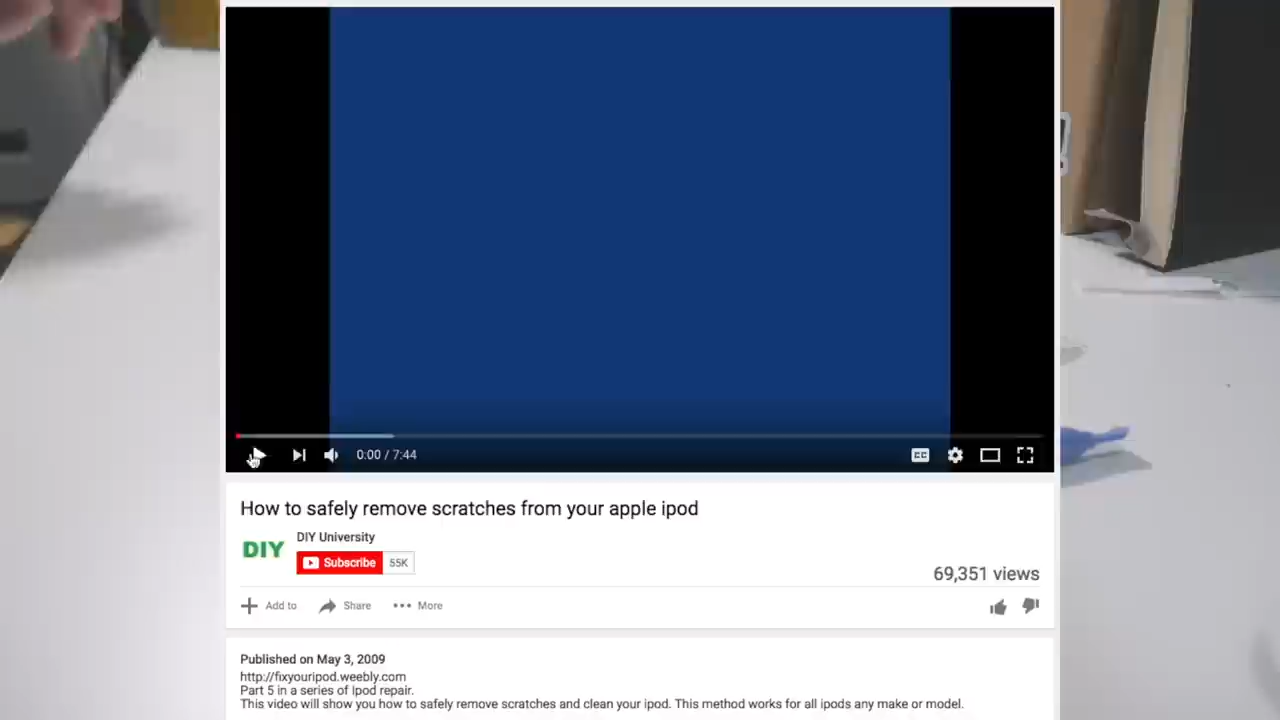 0:00 / 7:44
CC
How to safely remove scratches from your apple ipod
DIY
DIY University
Subscribe 55K
69,351 views
Add to Share More
Published on May 3, 2009
http://fixyouripod.weebly.com
Part 5 in a series of Ipod repair.
This video will show you how to safely remove scratches and clean your ipod. This method works for all ipods any make or model.